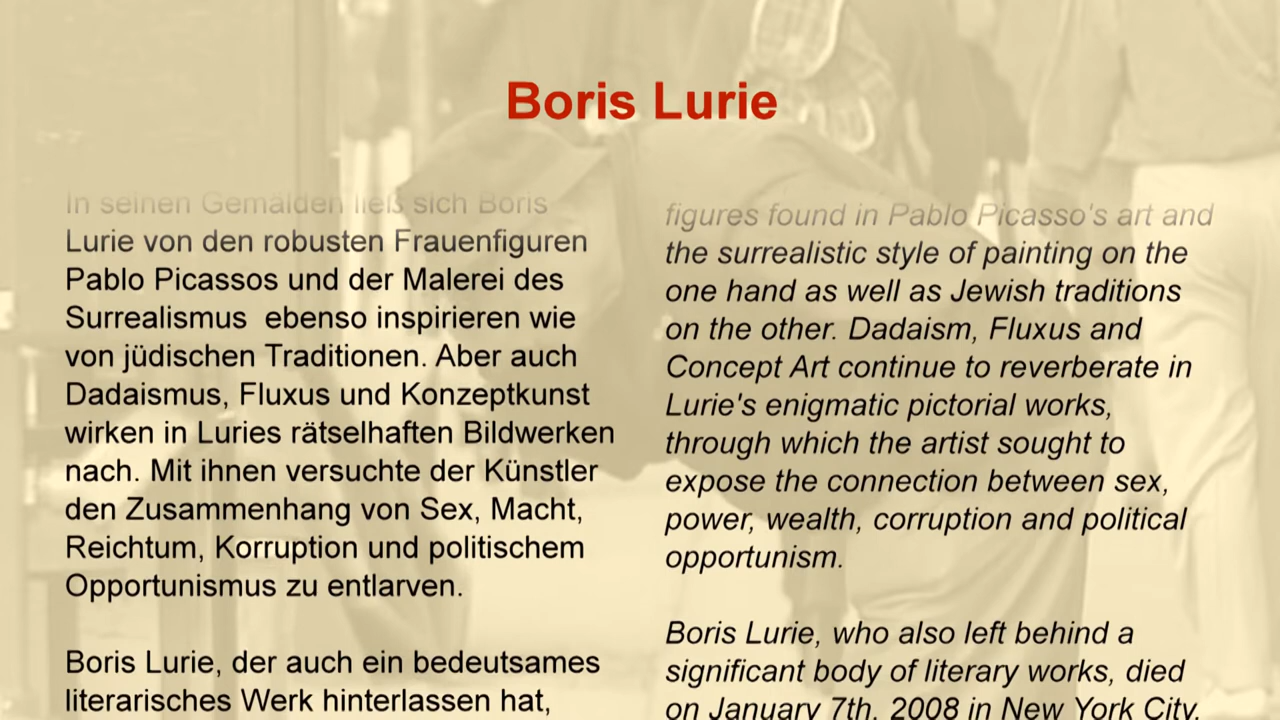 Boris Lurie
In seinen Gemälden ließ sich Boris
Lurie von den robusten Frauenfiguren
Pablo Picassos und der Malerei des
Surrealismus  ebenso inspirieren wie
von jüdischen Traditionen. Aber auch
Dadaismus, Fluxus und Konzeptkunst
wirken in Luries rätselhaften Bildwerken
nach. Mit ihnen versuchte der Künstler
den Zusammenhang von Sex, Macht,
Reichtum, Korruption und politischem
Opportunismus zu entlarven.
Boris Lurie, der auch ein bedeutsames
literarisches Werk hinterlassen hat,
figures found in Pablo Picasso's art and
the surrealistic style of painting on the
one hand as well as Jewish traditions
on the other. Dadaism, Fluxus and
Concept Art continue to reverberate in
Lurie's enigmatic pictorial works,
through which the artist sought to
expose the connection between sex,
power, wealth, corruption and political
opportunism.
Boris Lurie, who also left behind a
significant body of literary works, died
on January 7th, 2008 in New York City.